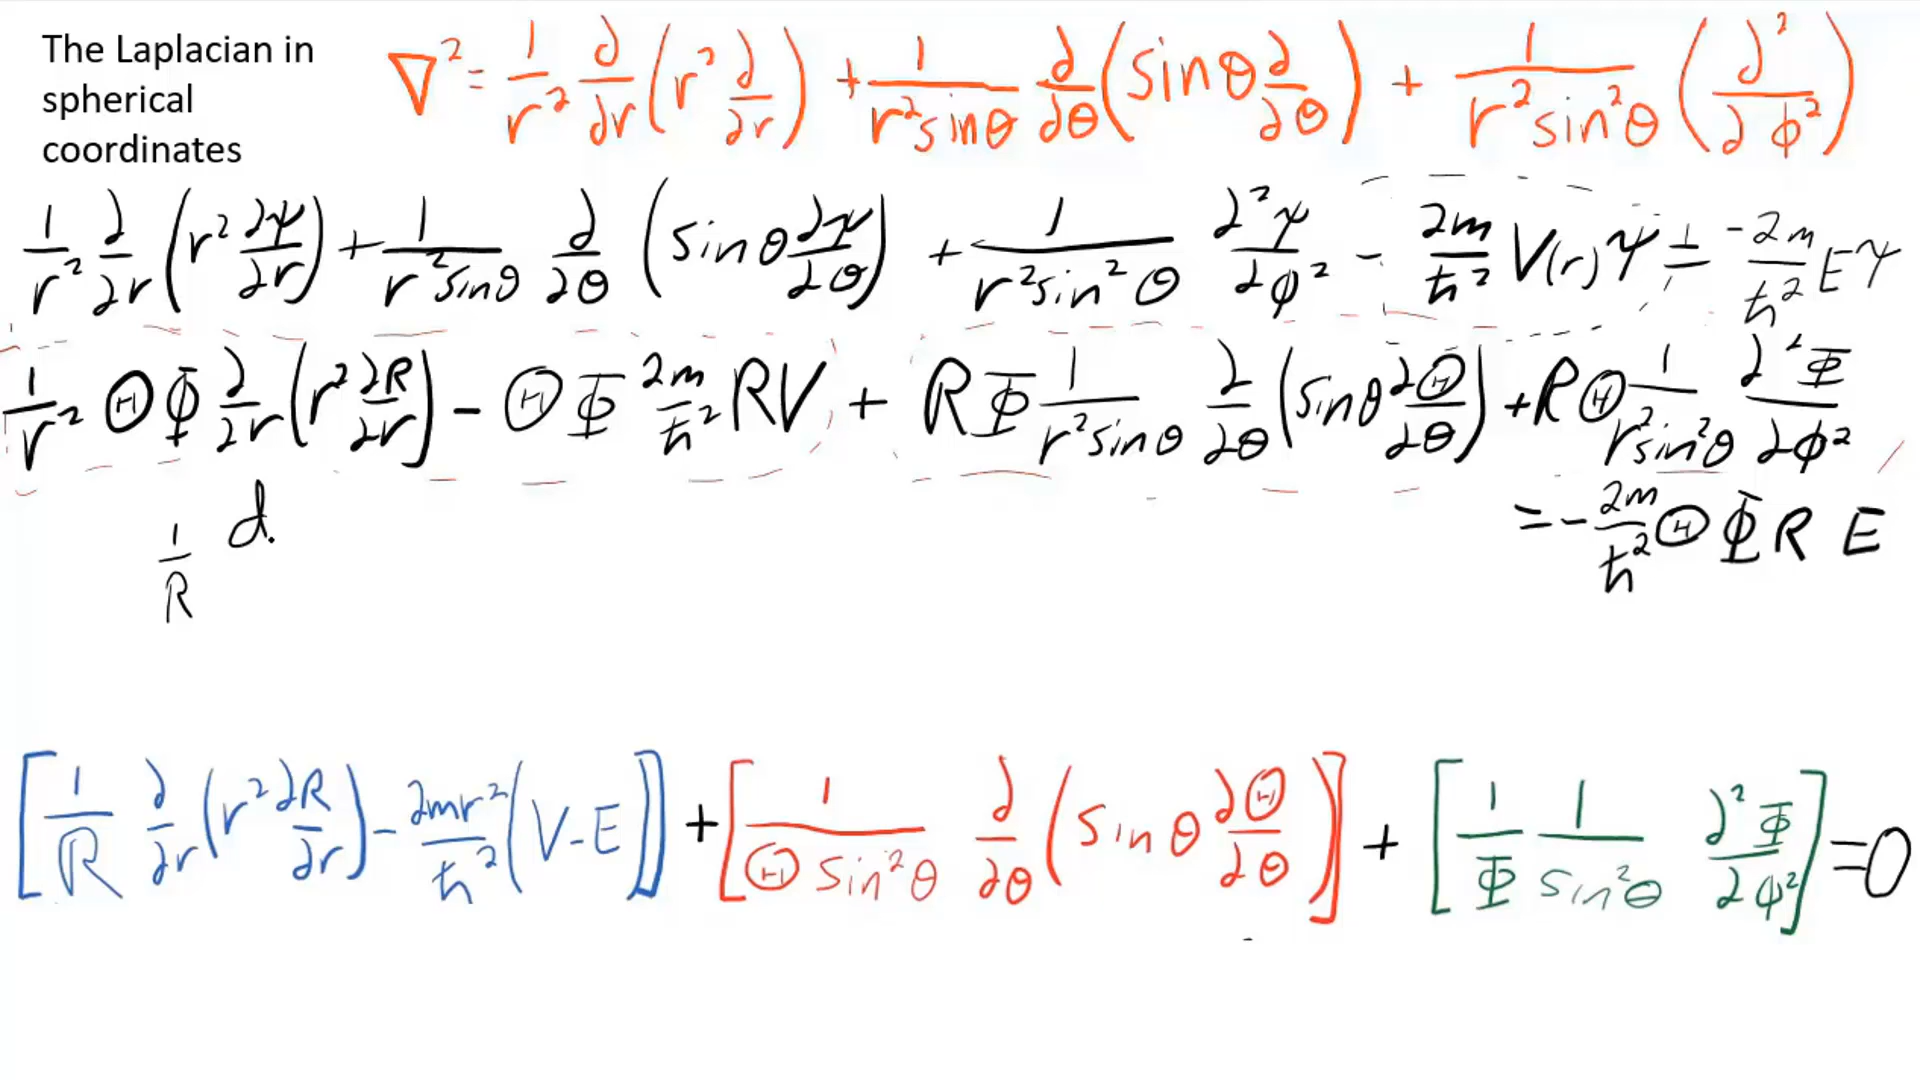 The Laplacian in
spherical
coordinates
∇² = 1/r² ∂/∂r (r² ∂/∂r) + 1/(r² sinθ) ∂/∂θ (sinθ ∂/∂θ) + 1/(r² sin²θ) (∂²/∂Φ²)
1/r² ∂/∂r (r² ∂ψ/∂r) + 1/(r² sinθ) ∂/∂θ (sinθ ∂ψ/∂θ) + 1/(r² sin²θ) ∂²ψ/∂φ² - 2m/ħ² V(r)ψ = -2m/ħ² Eψ
1/r² ΘΦ ∂/∂r (r² ∂R/∂r) - ΘΦ 2m/ħ² RV + RΦ 1/(r² sinθ) ∂/∂θ (sinθ ∂Θ/∂θ) + RΘ 1/(r² sin²θ) ∂²Φ/∂φ²
= - 2m/ħ² ΘΦR E
1/R d
[1/R ∂/∂r (r² ∂R/∂r) - 2mr²/ħ² (V-E)] + [1/(Θ sin²θ) ∂/∂θ (sinθ ∂Θ/∂θ)] + [1/Φ 1/sin²θ ∂²Φ/∂φ²] = 0